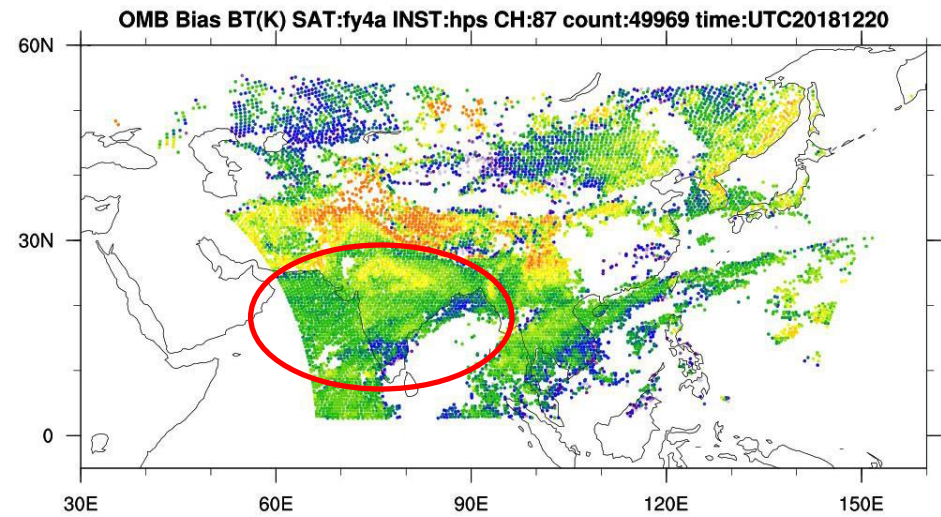 OMB Bias BT(K) SAT:fy4a INST:hps CH:87 count:49969 time:UTC20181220
60N
30N
0
30E 60E 90E 120E 150E